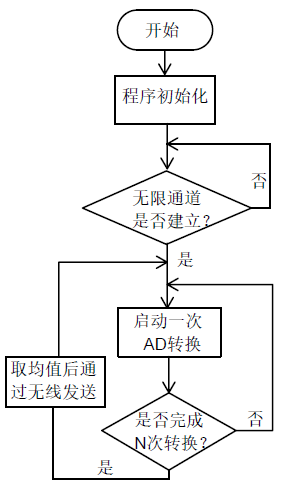 开始
程序初始化
无限通道
是否建立？
否
是
启动一次
AD转换
取均值后通
过无线发送
是否完成
N次转换？
否
是